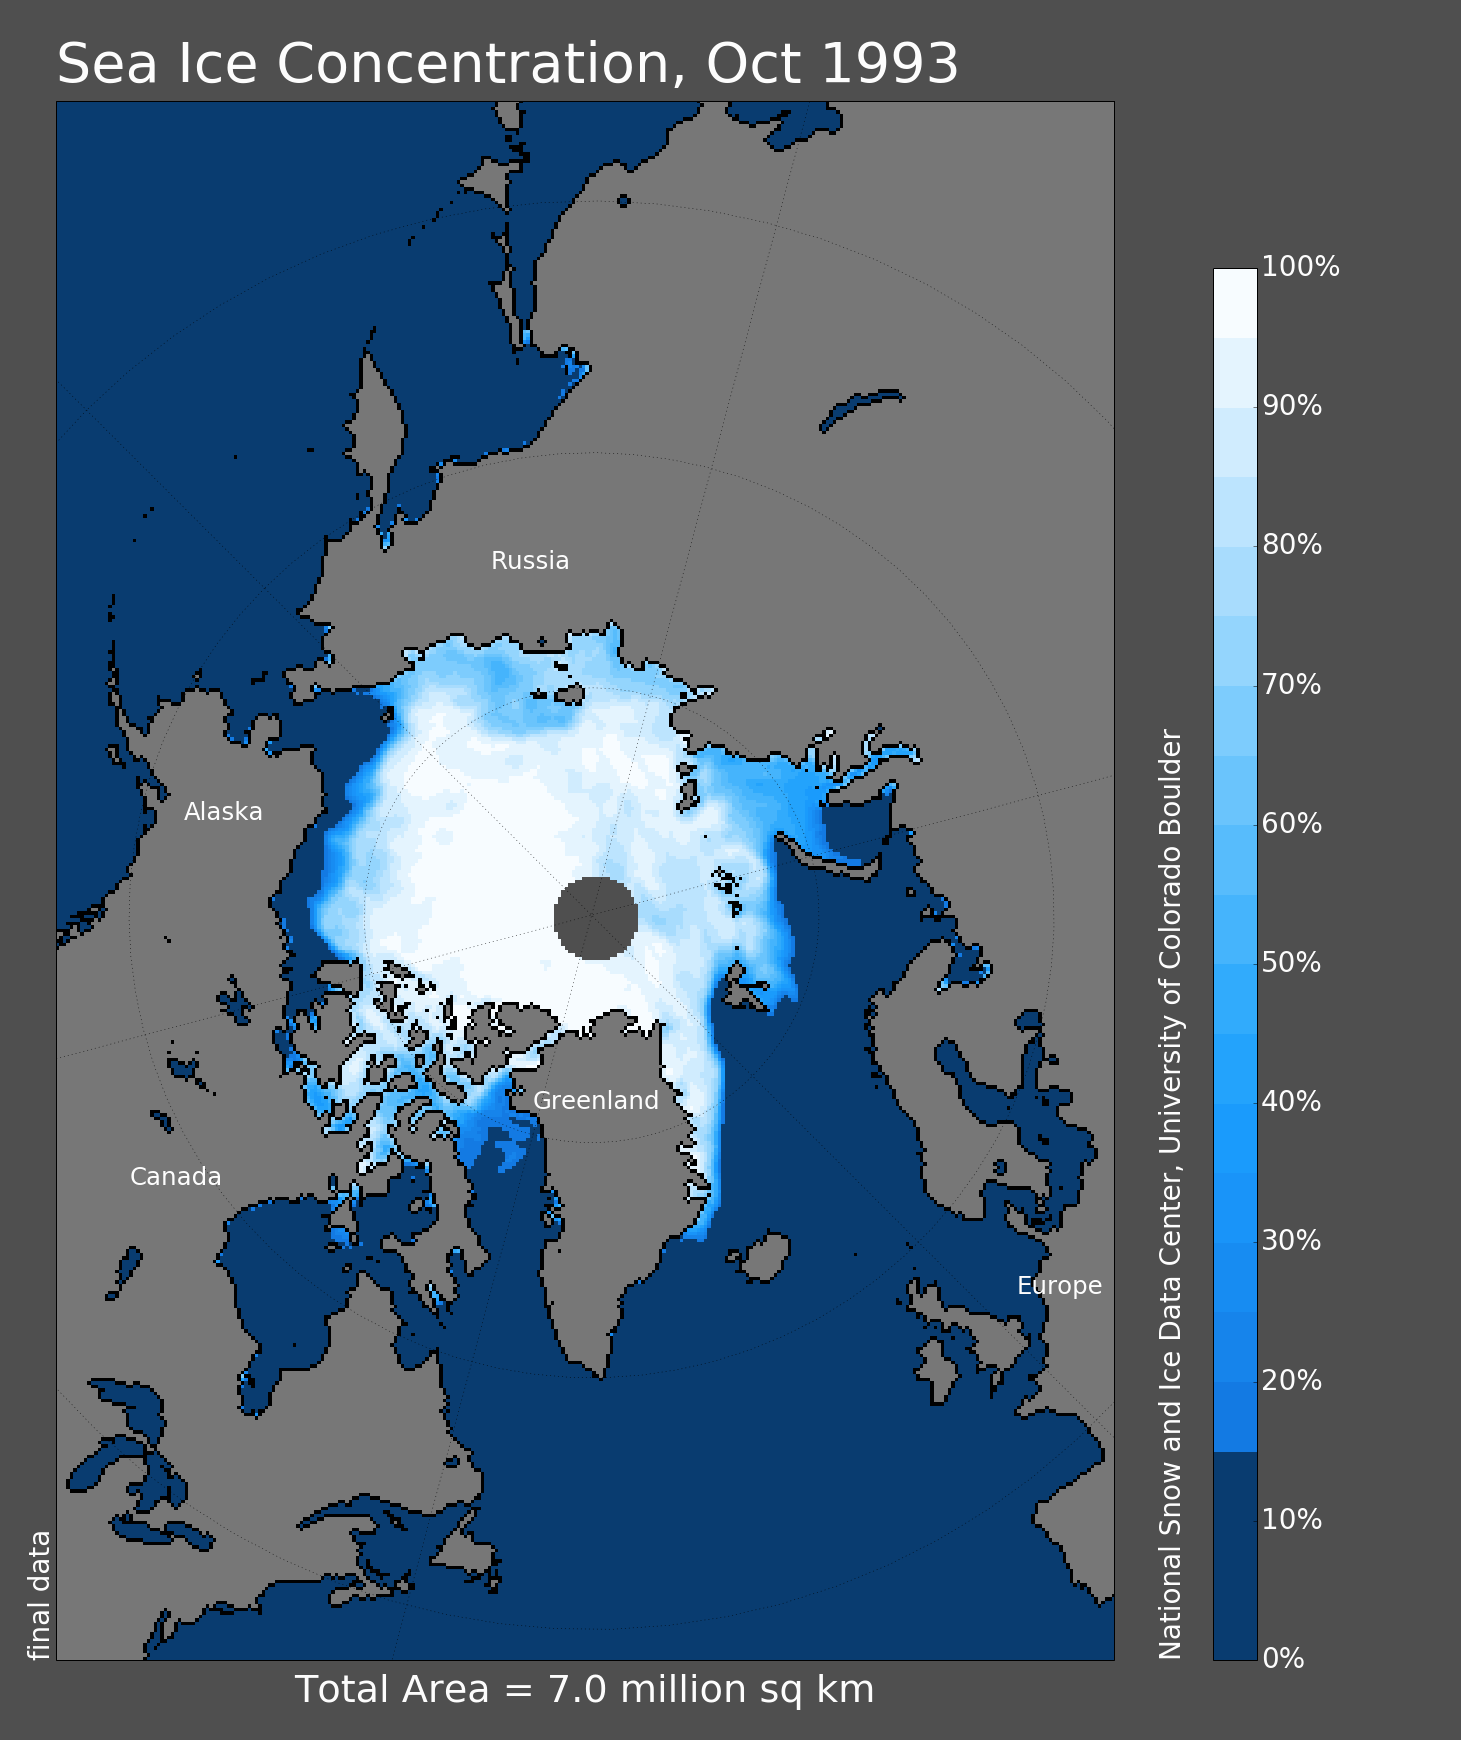 Sea Ice Concentration, Oct 1993
Russia
Alaska
Greenland
Canada
Europe
100%
90%
80%
70%
60%
50%
40%
30%
20%
10%
0%
National Snow and Ice Data Center, University of Colorado Boulder
final data
Total Area = 7.0 million sq km